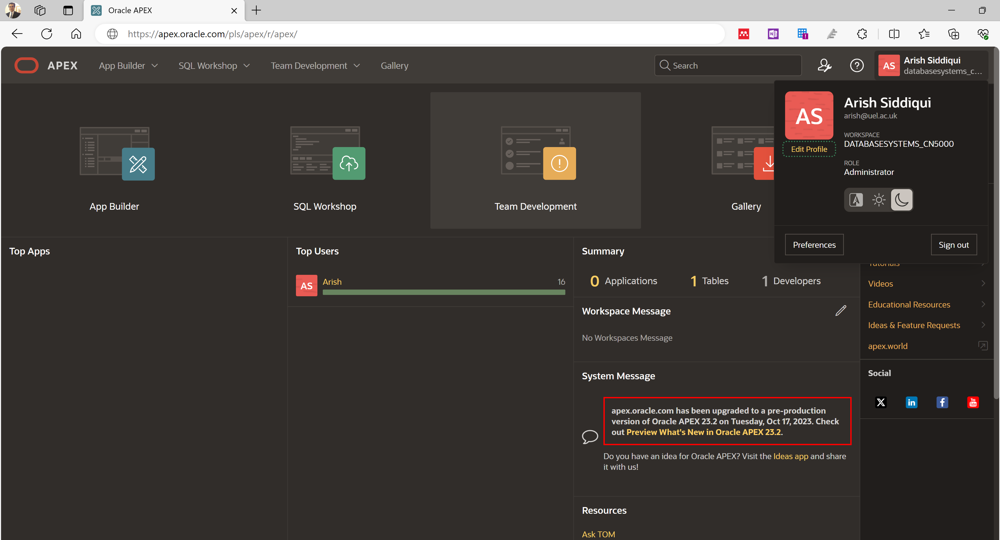 Oracle APEX
https://apex.oracle.com/pls/apex/r/apex/
APEX
App Builder
SQL Workshop
Team Development
Gallery
Search
AS
Arish Siddiqui
databasesystems_c...
AS
Arish Siddiqui
arish@uel.ac.uk
Edit Profile
WORKSPACE
DATABASESYSTEMS_CN5000
ROLE
Administrator
Preferences
Sign out
App Builder
SQL Workshop
Team Development
Gallery
Top Apps
Top Users
AS
Arish
16
Summary
0 Applications
1 Tables
1 Developers
Workspace Message
No Workspaces Message
System Message
apex.oracle.com has been upgraded to a pre-production
version of Oracle APEX 23.2 on Tuesday, Oct 17, 2023. Check
out Preview What's New in Oracle APEX 23.2.
Do you have an idea for Oracle APEX? Visit the Ideas app and share
it with us!
Resources
Ask TOM
Tutorials
Videos
Educational Resources
Ideas & Feature Requests
apex.world
Social
X
in
f
You
Tube